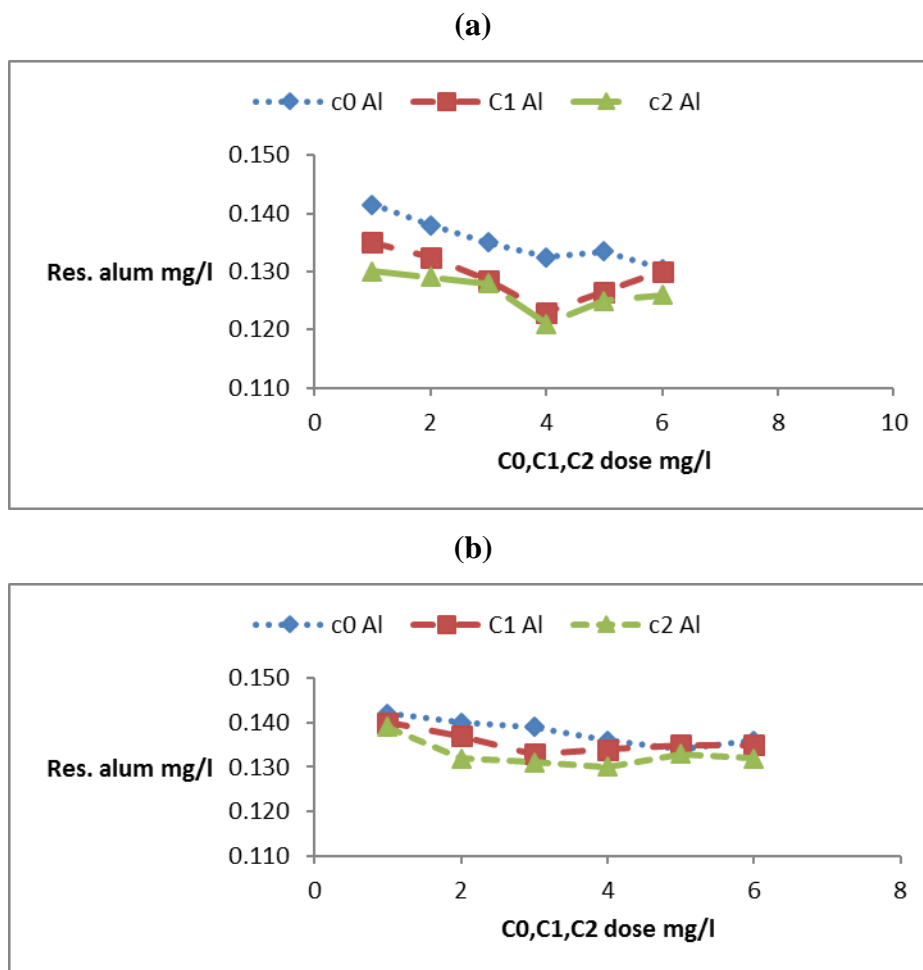 (a)
c0 Al C1 Al c2 Al
0.150
0.140
0.130
0.120
0.110
Res. alum mg/l
0 2 4 6 8 10
C0,C1,C2 dose mg/l
(b)
c0 Al C1 Al c2 Al
0.150
0.140
0.130
0.120
0.110
Res. alum mg/l
0 2 4 6 8
C0,C1,C2 dose mg/l